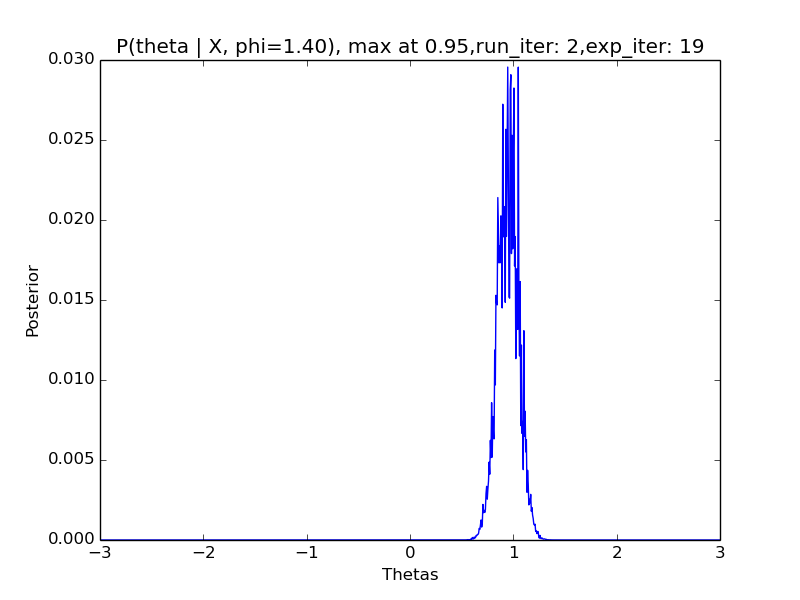 P(theta | X, phi=1.40), max at 0.95,run_iter: 2,exp_iter: 19
0.030
0.025
0.020
0.015
0.010
0.005
0.000
Posterior
−3 −2 −1 0 1 2 3
Thetas